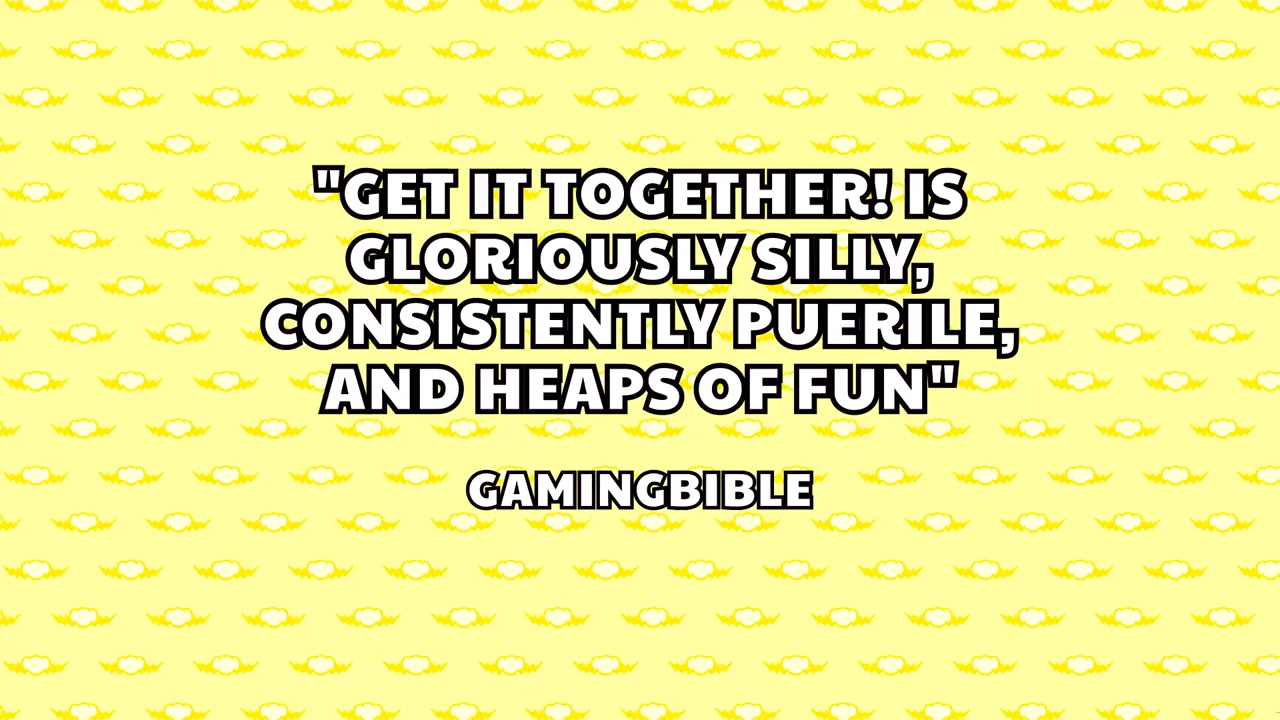 "GET IT TOGETHER! IS
GLORIOUSLY SILLY,
CONSISTENTLY PUERILE,
AND HEAPS OF FUN"
GAMINGBIBLE